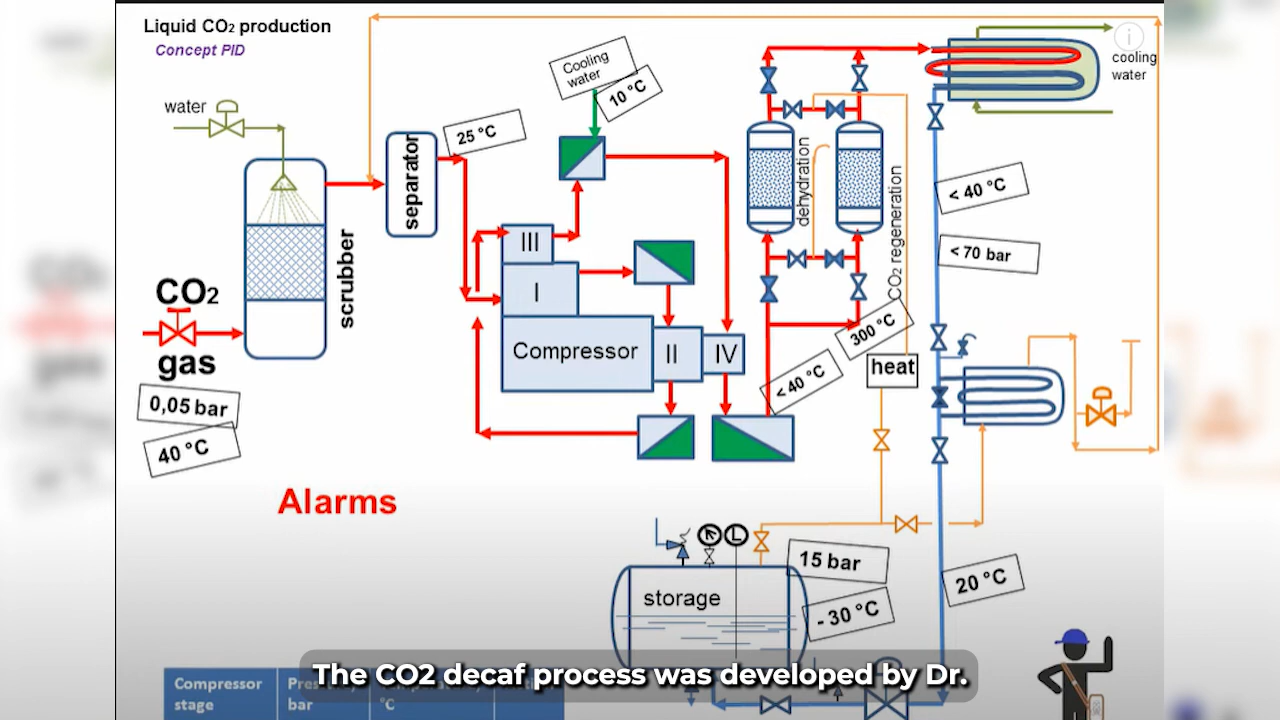 Liquid CO2 production
Concept PID
water
CO2
gas
0,05 bar
40 °C
scrubber
separator
25 °C
Cooling
water
10 °C
III
I
Compressor
II
IV
dehydration
CO2 regeneration
300 °C
< 40 °C
heat
cooling
water
< 40 °C
< 70 bar
20 °C
15 bar
- 30 °C
L
storage
Alarms
Compressor
stage
bar
°C
The CO2 decaf process was developed by Dr.